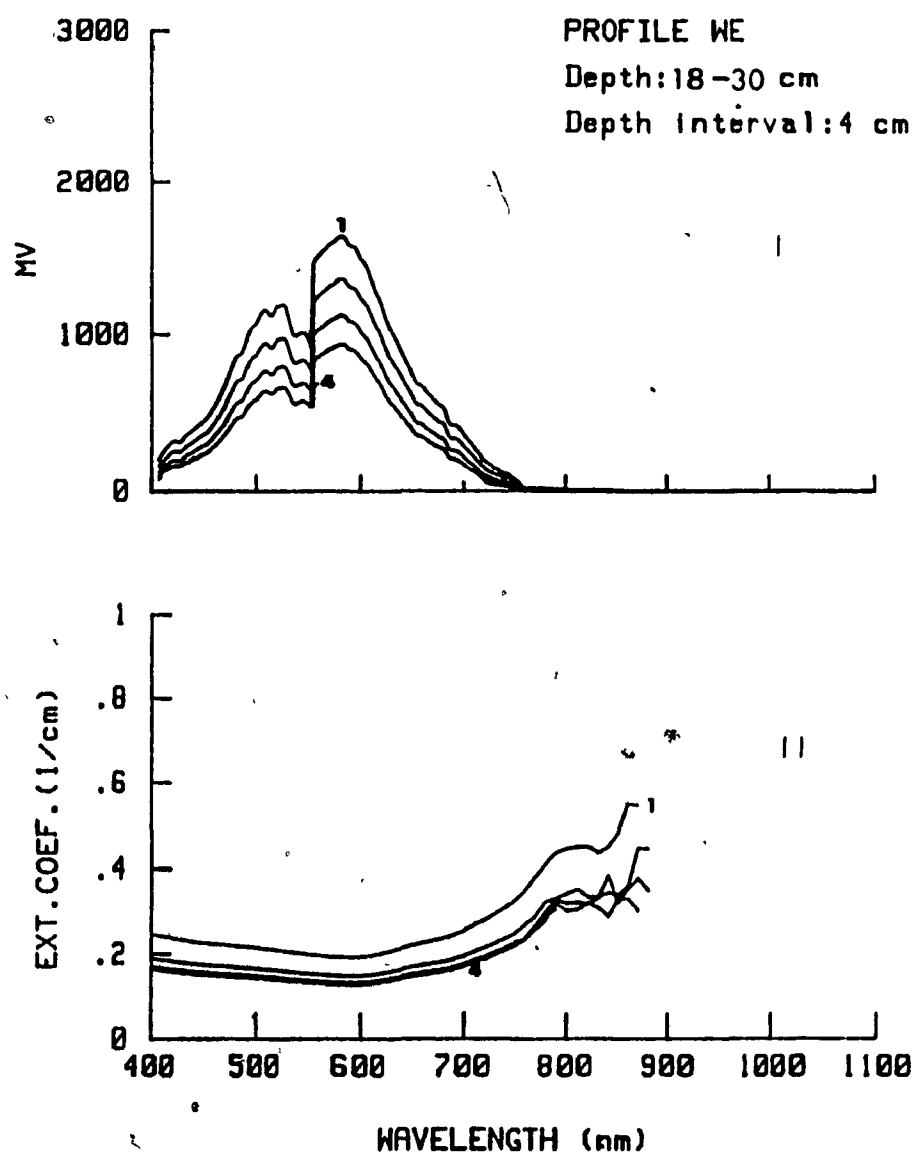 PROFILE WE
Depth:18-30 cm
Depth interval:4 cm
3000
2000
1000
0
MV
1
4
I
1
.8
.6
.4
.2
0
EXT.COEF.(1/cm)
1
4
II
400 500 600 700 800 900 1000 1100
WAVELENGTH (nm)